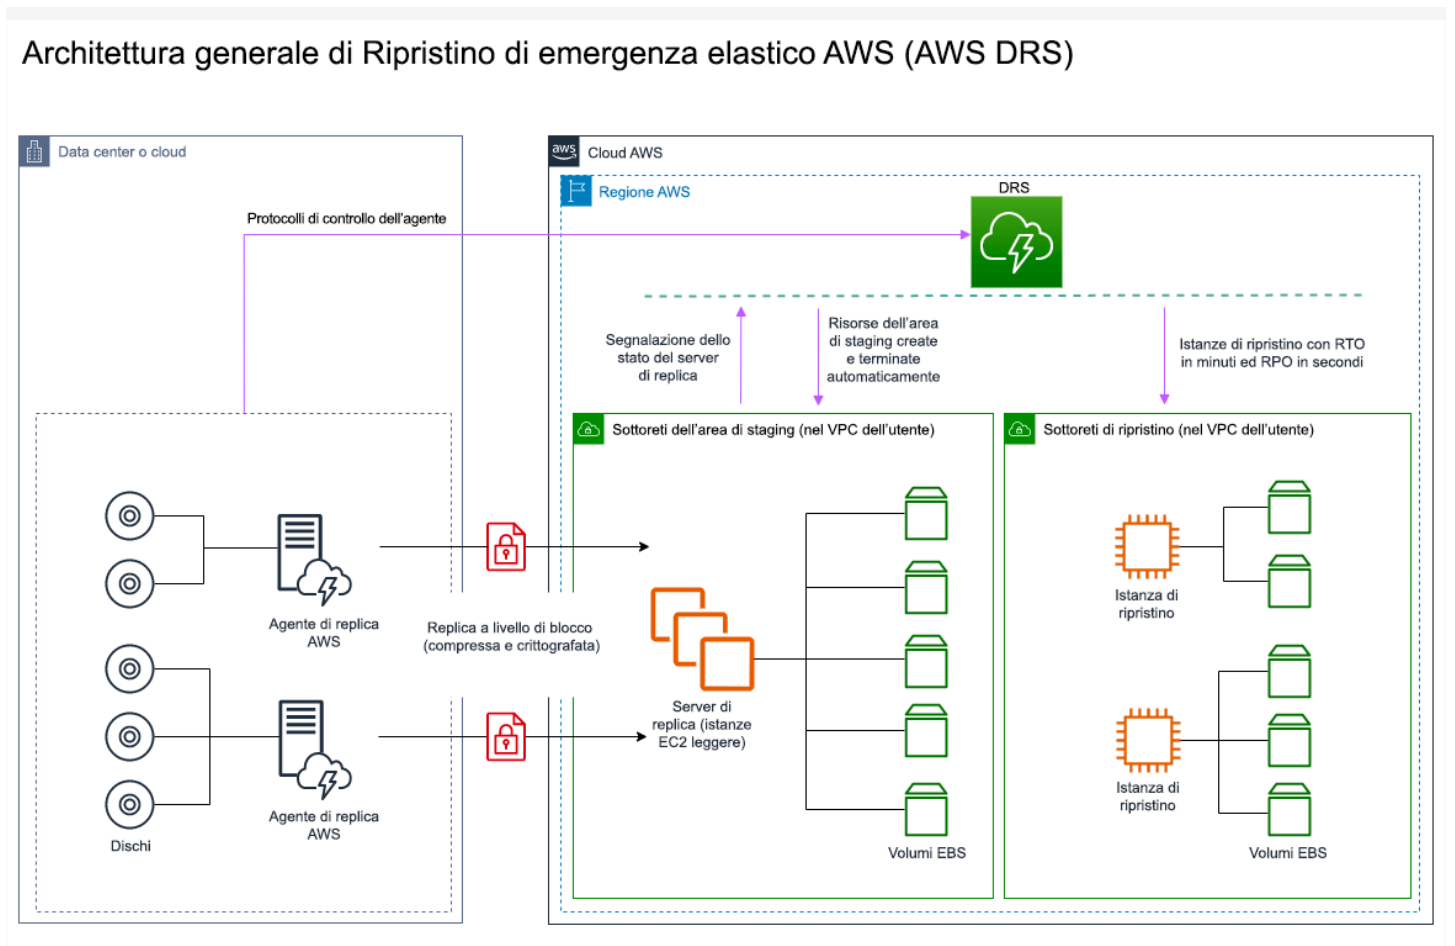 Architettura generale di Ripristino di emergenza elastico AWS (AWS DRS)
Data center o cloud
aws
Cloud AWS
Regione AWS
DRS
Protocolli di controllo dell'agente
Segnalazione dello
stato del server
di replica
Risorse dell'area
di staging create
e terminate
automaticamente
Istanze di ripristino con RTO
in minuti ed RPO in secondi
Sottoreti dell'area di staging (nel VPC dell'utente)
Sottoreti di ripristino (nel VPC dell'utente)
Agente di replica
AWS
Replica a livello di blocco
(compressa e crittografata)
Istanza di
ripristino
Server di
replica (istanze
EC2 leggere)
Agente di replica
AWS
Istanza di
ripristino
Dischi
Volumi EBS
Volumi EBS